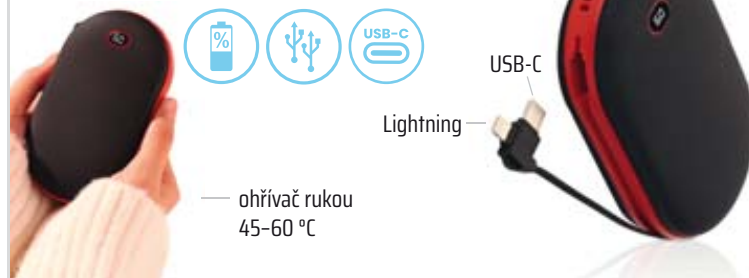 %
USB-C
USB-C
Lightning
ohřívač rukou
45–60 °C